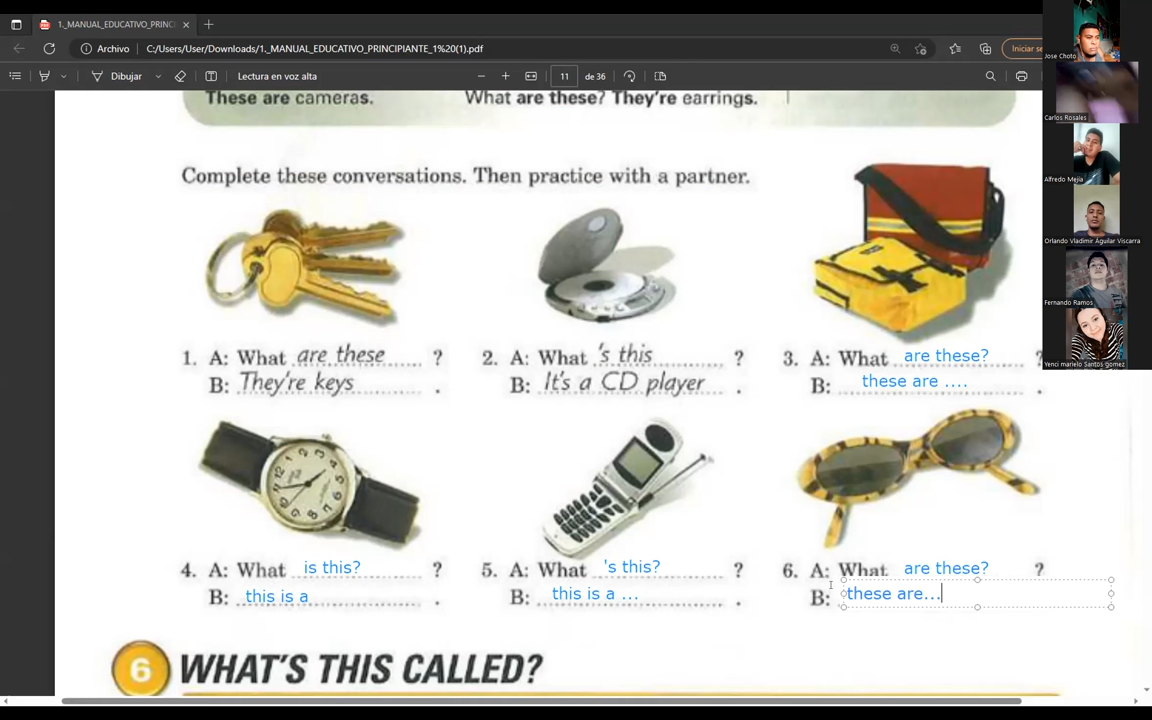 1._MANUAL_EDUCATIVO_PRINC
Archivo C:/Users/User/Downloads/1._MANUAL_EDUCATIVO_PRINCIPIANTE_1%20(1).pdf
Iniciar se
Dibujar
Lectura en voz alta
11 de 36
These are cameras. What are these? They're earrings.
Complete these conversations. Then practice with a partner.
1. A: What are these ?
B: They're keys .
2. A: What 's this ?
B: It's a CD player .
3. A: What are these? ?
B: these are .... .
4. A: What is this? ?
B: this is a .
5. A: What 's this? ?
B: this is a ... .
6. A: What are these? ?
B: these are...
6 WHAT'S THIS CALLED?
Jose Choto
Carlos Rosales
Alfredo Mejía
Orlando Vladimir Aguilar Viscarra
Fernando Ramos
Yenci marielo Santos gomez